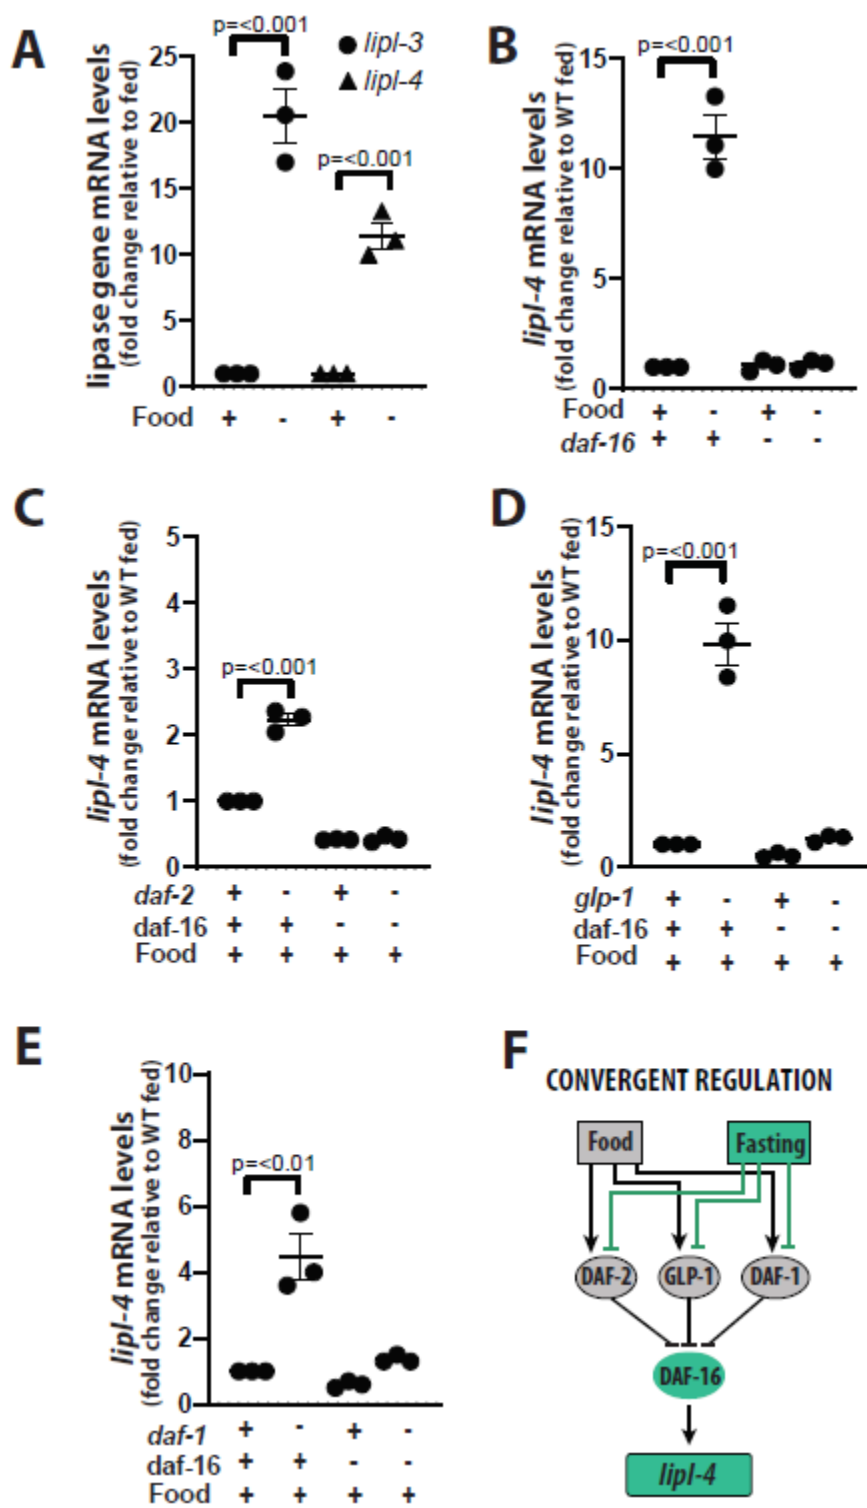 A
p=<0.001
lipl-3
lipl-4
p=<0.001
lipase gene mRNA levels
(fold change relative to fed)
25
20
15
10
5
0
Food + - + -
B
p=<0.001
lipl-4 mRNA levels
(fold change relative to WT fed)
15
10
5
0
Food + - + -
daf-16 + + - -
C
p=<0.001
lipl-4 mRNA levels
(fold change relative to WT fed)
5
4
3
2
1
0
daf-2 + - + -
daf-16 + + - -
Food + + + +
D
p=<0.001
lipl-4 mRNA levels
(fold change relative to WT fed)
15
10
5
0
glp-1 + - + -
daf-16 + + - -
Food + + + +
E
p=<0.01
lipl-4 mRNA levels
(fold change relative to WT fed)
10
8
6
4
2
0
daf-1 + - + -
daf-16 + + - -
Food + + + +
F
CONVERGENT REGULATION
Food Fasting
DAF-2 GLP-1 DAF-1
DAF-16
lipl-4